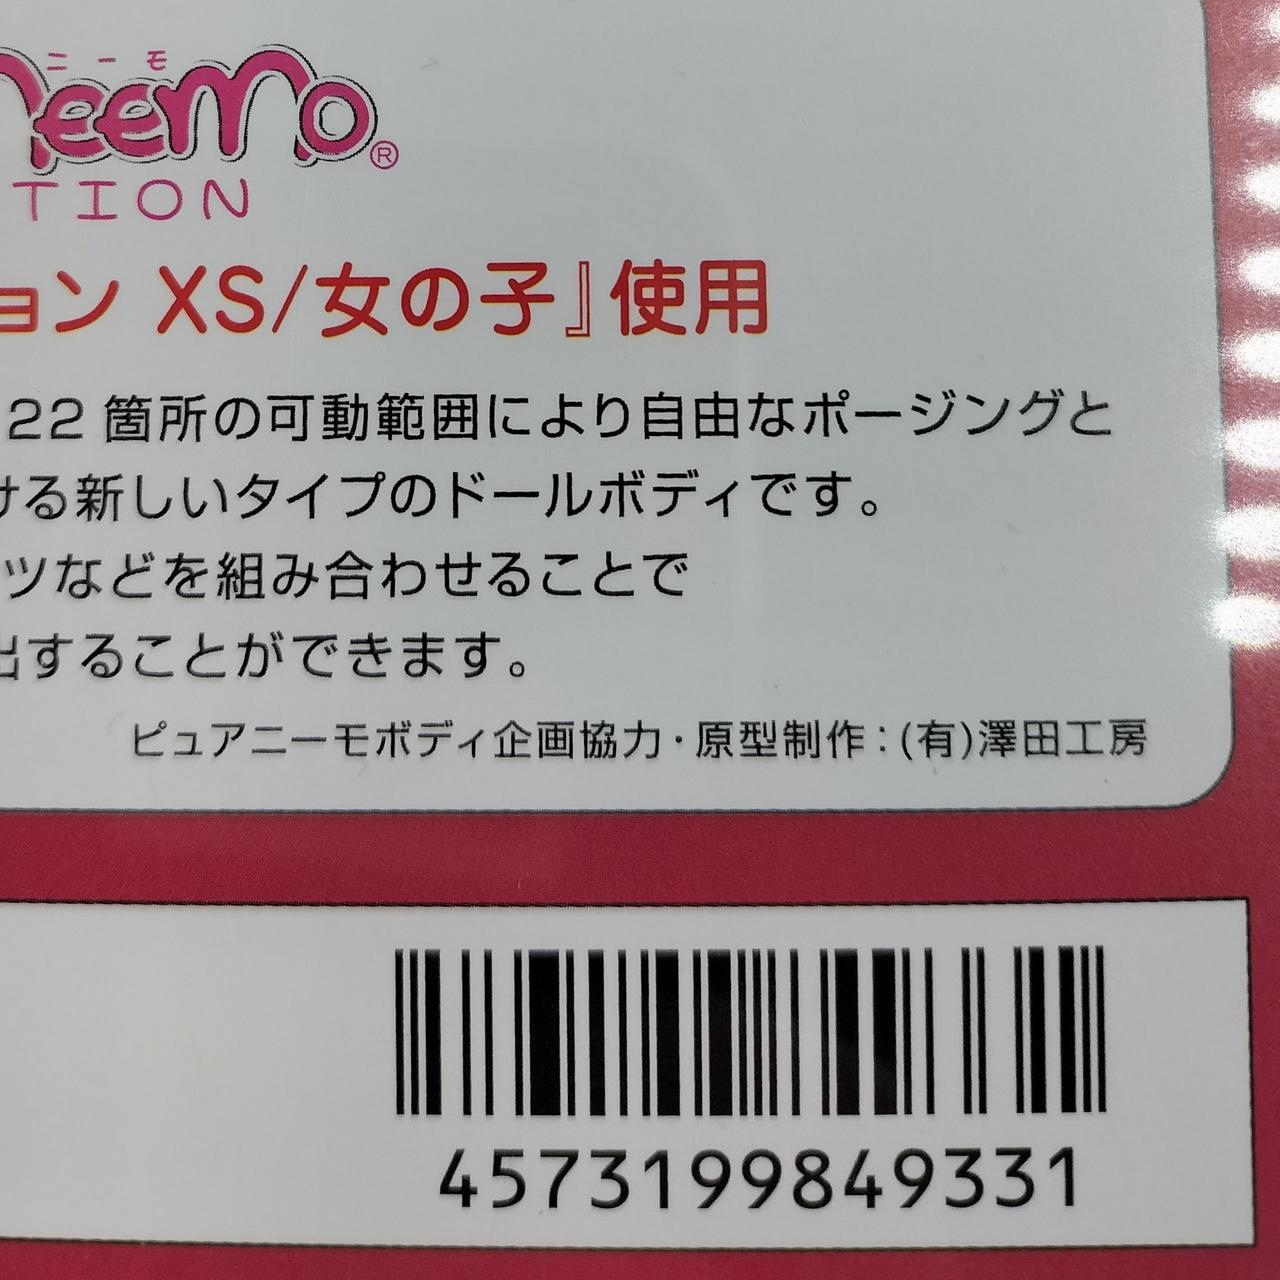 ニーモ
neemo®
TION
ョン XS/女の子』使用
22 箇所の可動範囲により自由なポージングと
ける新しいタイプのドールボディです。
ツなどを組み合わせることで
出することができます。
ピュアニーモボディ企画協力・原型制作：(有)澤田工房
4573199849331